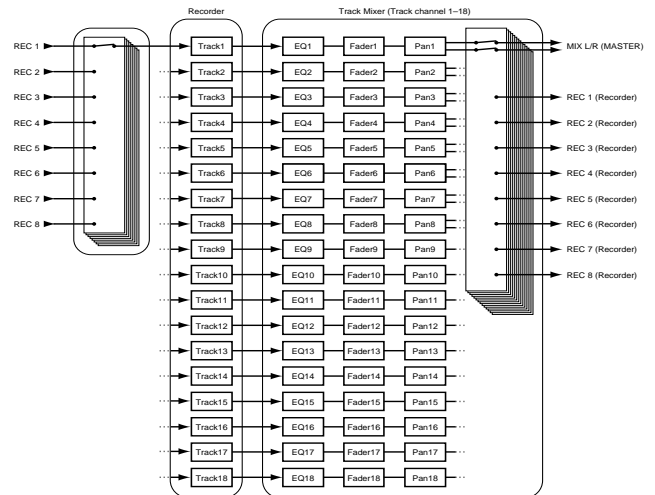 Recorder
Track Mixer (Track channel 1–18)
REC 1 Track1 EQ1 Fader1 Pan1 MIX L/R (MASTER)
REC 2 Track2 EQ2 Fader2 Pan2
REC 3 Track3 EQ3 Fader3 Pan3 REC 1 (Recorder)
REC 4 Track4 EQ4 Fader4 Pan4 REC 2 (Recorder)
REC 5 Track5 EQ5 Fader5 Pan5 REC 3 (Recorder)
REC 6 Track6 EQ6 Fader6 Pan6 REC 4 (Recorder)
REC 7 Track7 EQ7 Fader7 Pan7 REC 5 (Recorder)
REC 8 Track8 EQ8 Fader8 Pan8 REC 6 (Recorder)
Track9 EQ9 Fader9 Pan9 REC 7 (Recorder)
Track10 EQ10 Fader10 Pan10 REC 8 (Recorder)
Track11 EQ11 Fader11 Pan11
Track12 EQ12 Fader12 Pan12
Track13 EQ13 Fader13 Pan13
Track14 EQ14 Fader14 Pan14
Track15 EQ15 Fader15 Pan15
Track16 EQ16 Fader16 Pan16
Track17 EQ17 Fader17 Pan17
Track18 EQ18 Fader18 Pan18